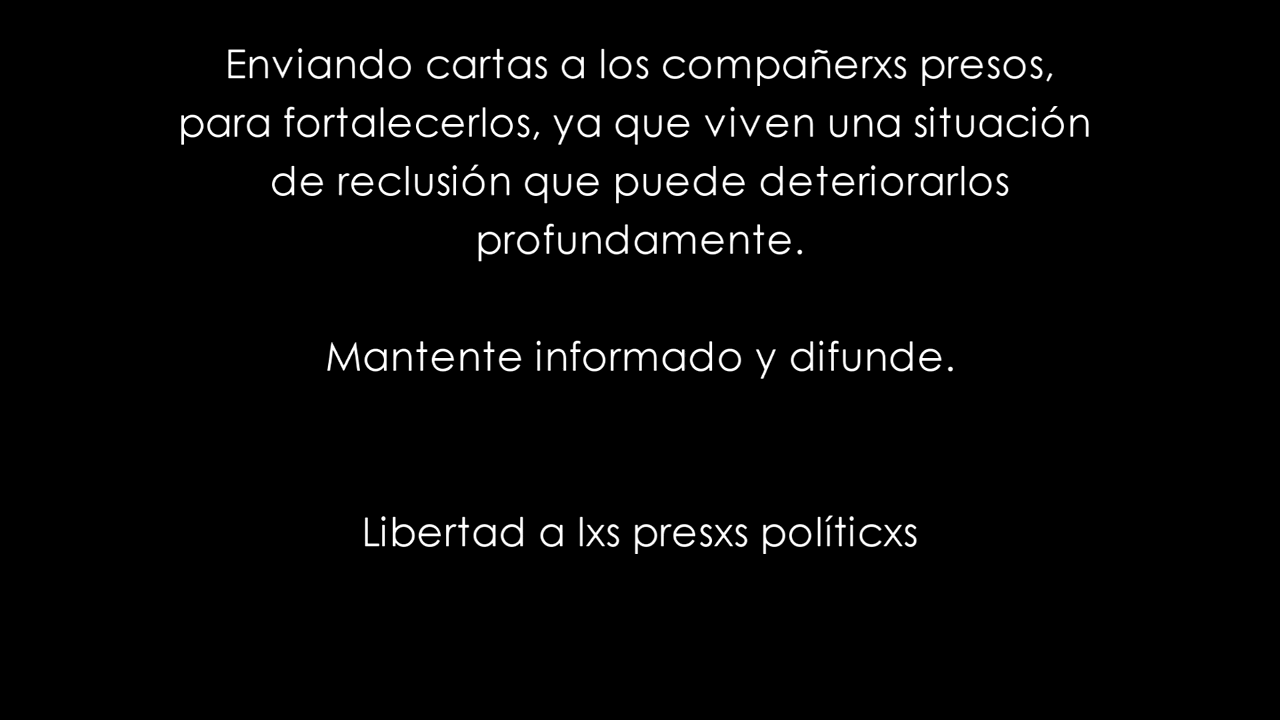 Enviando cartas a los compañerxs presos,
para fortalecerlos, ya que viven una situación
de reclusión que puede deteriorarlos
profundamente.
Mantente informado y difunde.
Libertad a lxs presxs políticxs